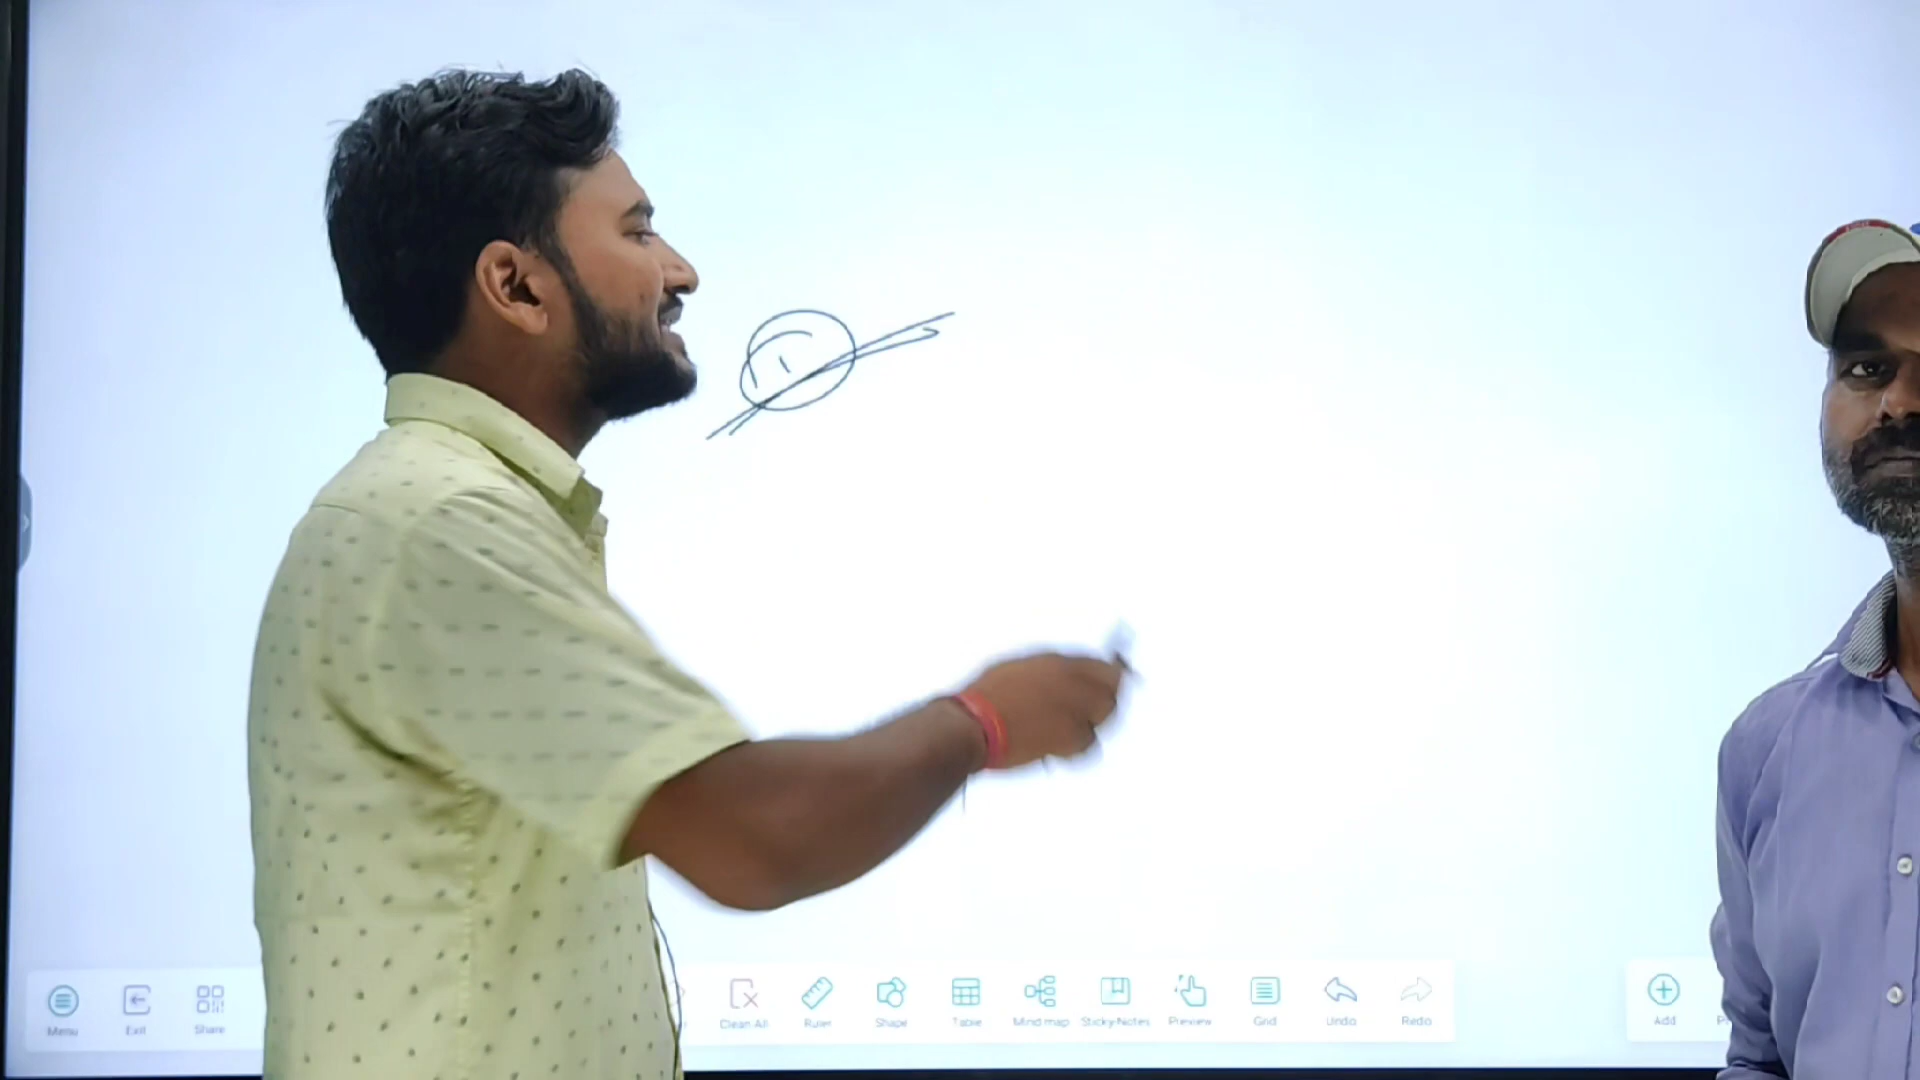 Menu
Exit
Share
Clean All
Ruler
Shape
Table
Mind map
Sticky-Notes
Preview
Grid
Undo
Redo
Add